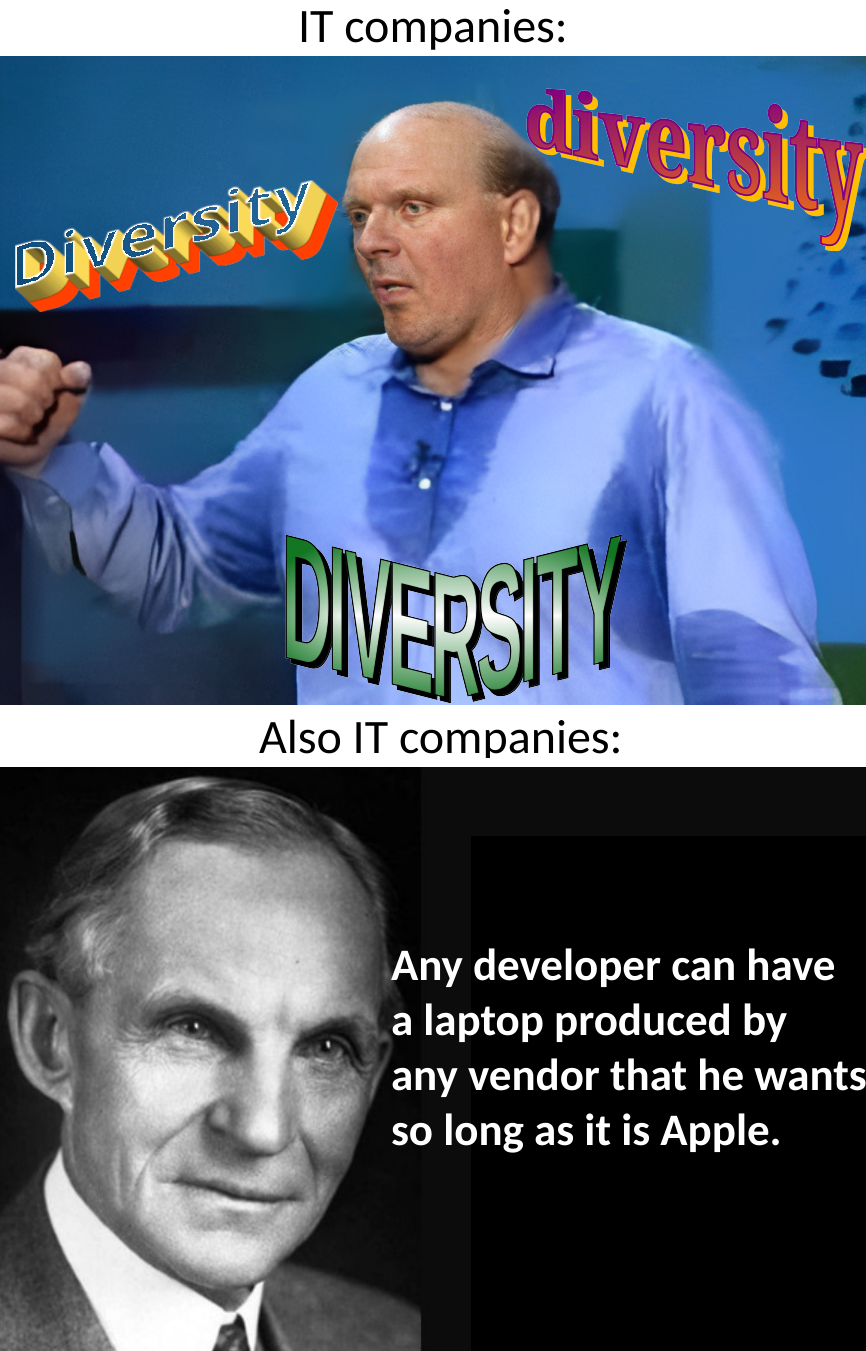 IT companies:
diversity
Diversity
DIVERSITY
Also IT companies:
Any developer can have
a laptop produced by
any vendor that he wants
so long as it is Apple.